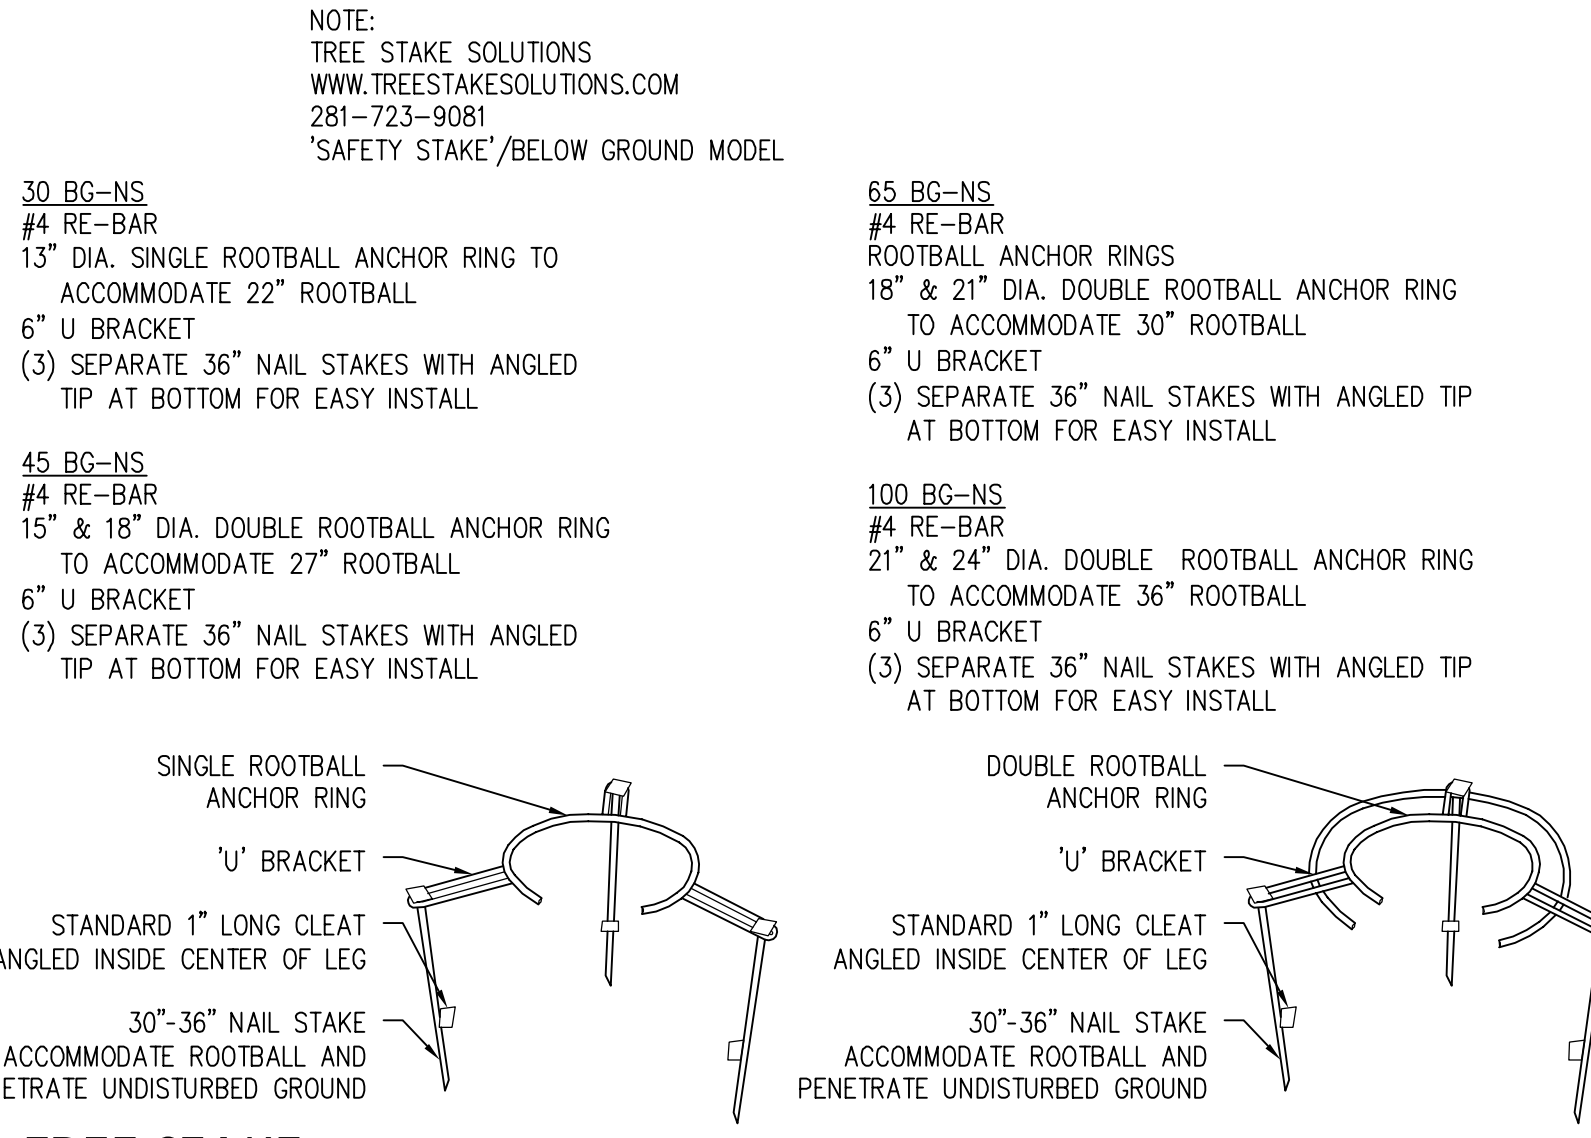 NOTE:
TREE STAKE SOLUTIONS
WWW.TREESTAKESOLUTIONS.COM
281-723-9081
'SAFETY STAKE'/BELOW GROUND MODEL
30 BG-NS
#4 RE-BAR
13" DIA. SINGLE ROOTBALL ANCHOR RING TO
ACCOMMODATE 22" ROOTBALL
6" U BRACKET
(3) SEPARATE 36" NAIL STAKES WITH ANGLED
TIP AT BOTTOM FOR EASY INSTALL
45 BG-NS
#4 RE-BAR
15" & 18" DIA. DOUBLE ROOTBALL ANCHOR RING
TO ACCOMMODATE 27" ROOTBALL
6" U BRACKET
(3) SEPARATE 36" NAIL STAKES WITH ANGLED
TIP AT BOTTOM FOR EASY INSTALL
65 BG-NS
#4 RE-BAR
ROOTBALL ANCHOR RINGS
18" & 21" DIA. DOUBLE ROOTBALL ANCHOR RING
TO ACCOMMODATE 30" ROOTBALL
6" U BRACKET
(3) SEPARATE 36" NAIL STAKES WITH ANGLED TIP
AT BOTTOM FOR EASY INSTALL
100 BG-NS
#4 RE-BAR
21" & 24" DIA. DOUBLE ROOTBALL ANCHOR RING
TO ACCOMMODATE 36" ROOTBALL
6" U BRACKET
(3) SEPARATE 36" NAIL STAKES WITH ANGLED TIP
AT BOTTOM FOR EASY INSTALL
SINGLE ROOTBALL
ANCHOR RING
'U' BRACKET
STANDARD 1" LONG CLEAT
ANGLED INSIDE CENTER OF LEG
30"-36" NAIL STAKE
ACCOMMODATE ROOTBALL AND
ETRATE UNDISTURBED GROUND
DOUBLE ROOTBALL
ANCHOR RING
'U' BRACKET
STANDARD 1" LONG CLEAT
ANGLED INSIDE CENTER OF LEG
30"-36" NAIL STAKE
ACCOMMODATE ROOTBALL AND
PENETRATE UNDISTURBED GROUND